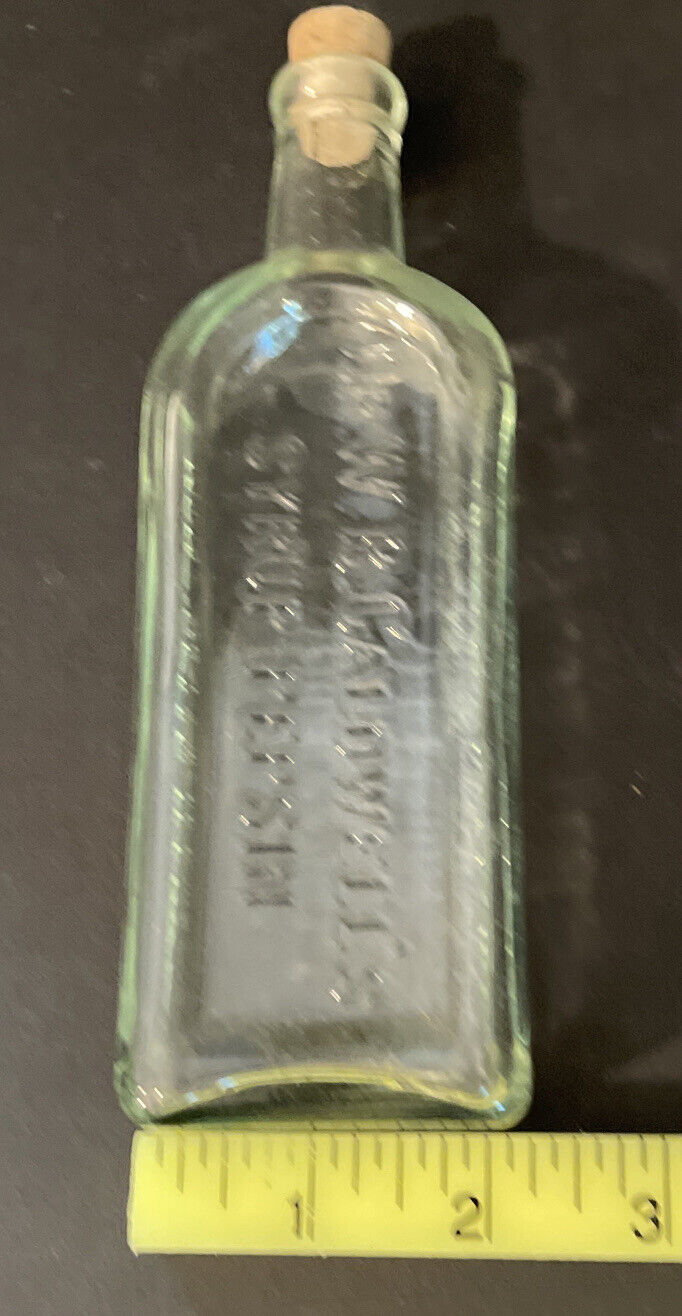 W.B.CALDWELL'S
SYRUP PEPSIN
1 2 3